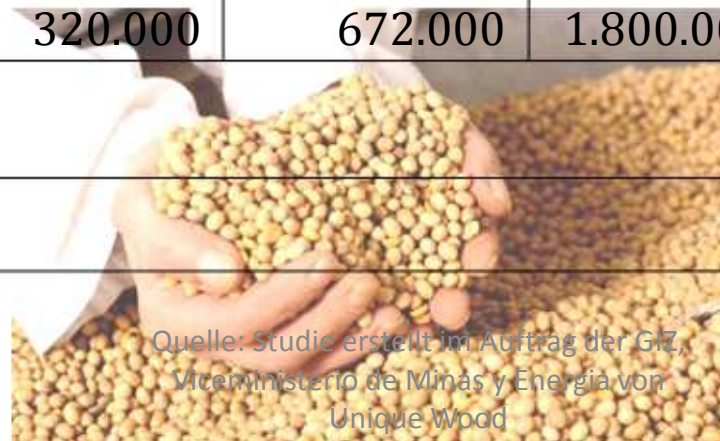 320.000 672.000 1.800.00
Quelle: Studie erstellt im Auftrag der GIZ,
Viceministerio de Minas y Energia von
Unique Wood